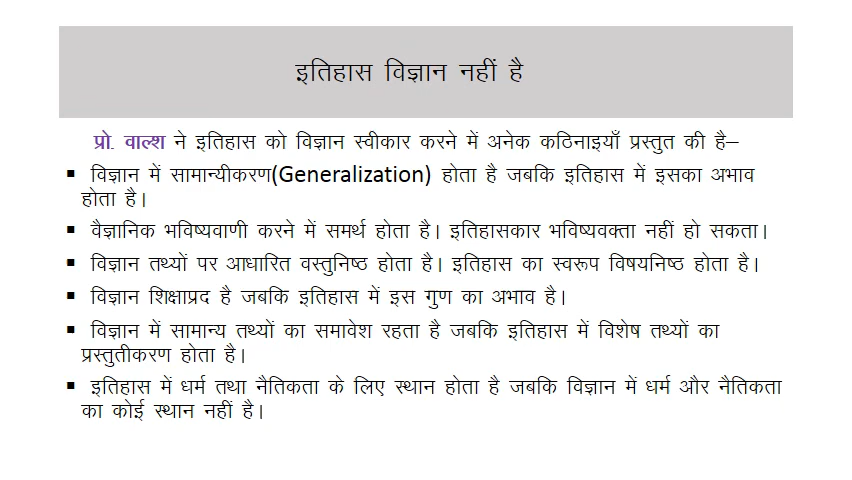 इतिहास विज्ञान नहीं है
प्रो. वाल्श ने इतिहास को विज्ञान स्वीकार करने में अनेक कठिनाइयाँ प्रस्तुत की है–
▪ विज्ञान में सामान्यीकरण(Generalization) होता है जबकि इतिहास में इसका अभाव
होता है।
▪ वैज्ञानिक भविष्यवाणी करने में समर्थ होता है। इतिहासकार भविष्यवक्ता नहीं हो सकता।
▪ विज्ञान तथ्यों पर आधारित वस्तुनिष्ठ होता है। इतिहास का स्वरूप विषयनिष्ठ होता है।
▪ विज्ञान शिक्षाप्रद है जबकि इतिहास में इस गुण का अभाव है।
▪ विज्ञान में सामान्य तथ्यों का समावेश रहता है जबकि इतिहास में विशेष तथ्यों का
प्रस्तुतीकरण होता है।
▪ इतिहास में धर्म तथा नैतिकता के लिए स्थान होता है जबकि विज्ञान में धर्म और नैतिकता
का कोई स्थान नहीं है।